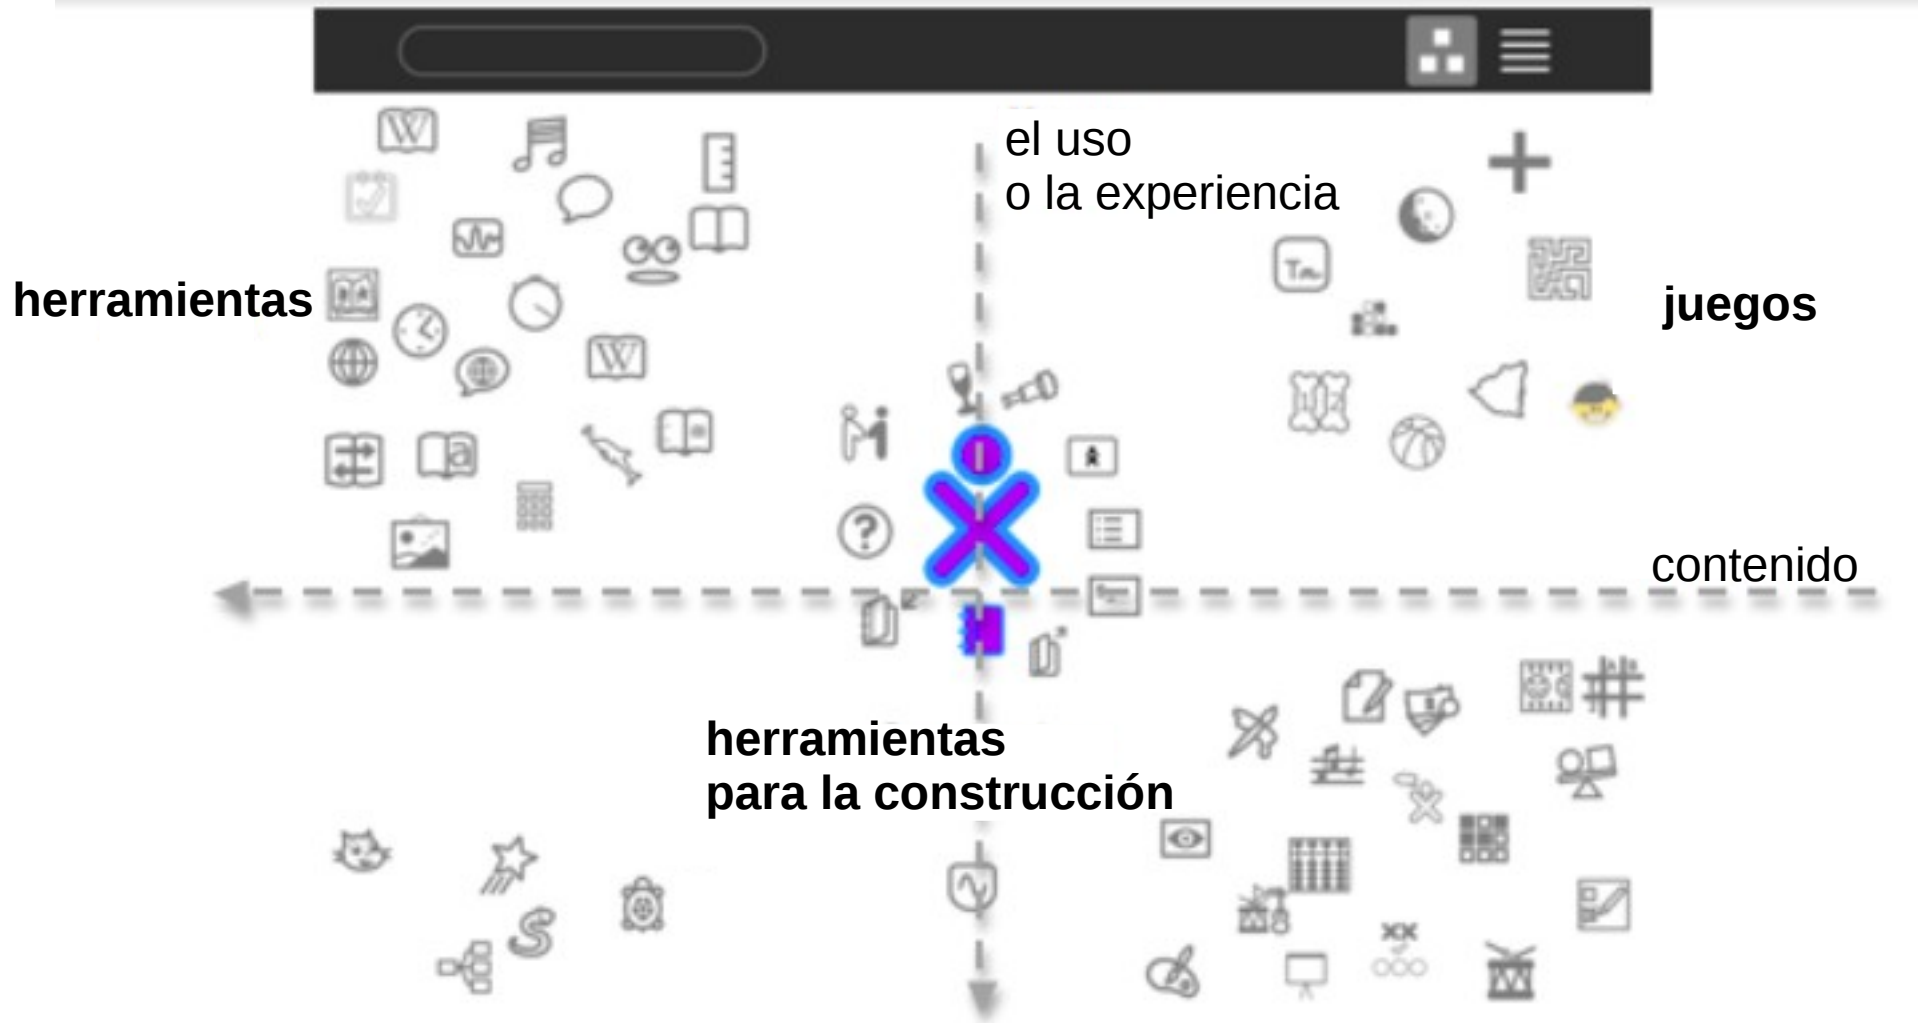 el uso
o la experiencia
herramientas
juegos
contenido
herramientas
para la construcción